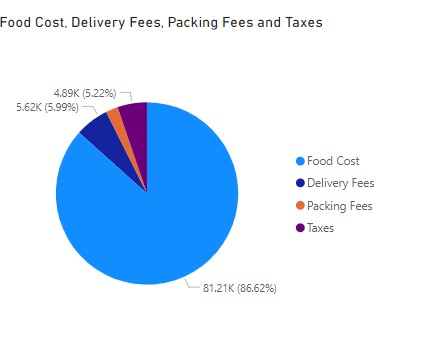 Food Cost, Delivery Fees, Packing Fees and Taxes
4.89K (5.22%)
5.62K (5.99%)
Food Cost
Delivery Fees
Packing Fees
Taxes
81.21K (86.62%)